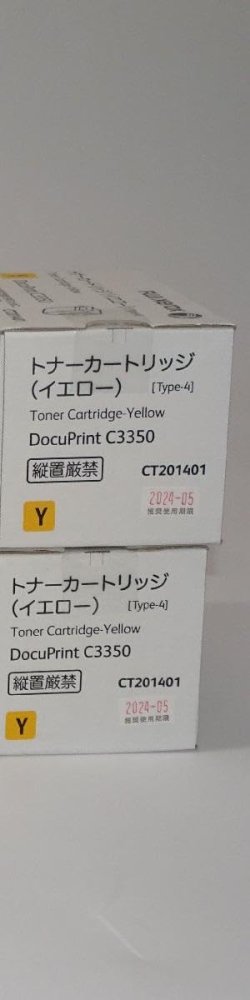 トナーカートリッジ
(イエロー) [Type-4]
Toner Cartridge-Yellow
DocuPrint C3350
縦置厳禁 CT201401
2024-05
推奨使用期限
Y
トナーカートリッジ
(イエロー) [Type-4]
Toner Cartridge-Yellow
DocuPrint C3350
縦置厳禁 CT201401
2024-05
推奨使用期限
Y